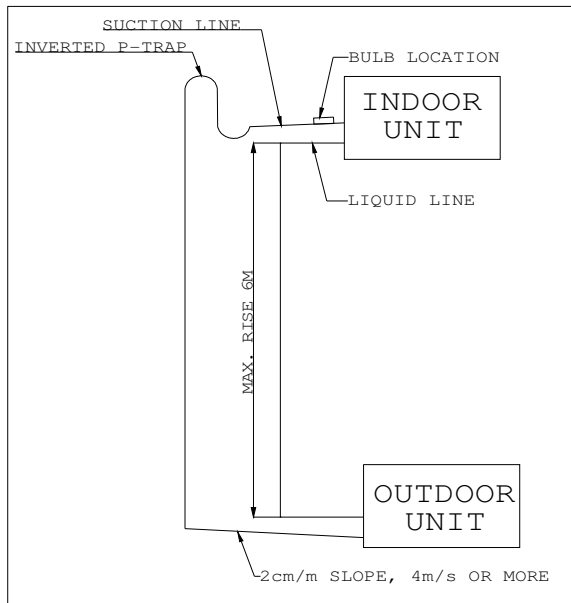 SUCTION LINE
INVERTED P-TRAP
BULB LOCATION
INDOOR
UNIT
LIQUID LINE
MAX. RISE 6M
OUTDOOR
UNIT
2cm/m SLOPE, 4m/s OR MORE